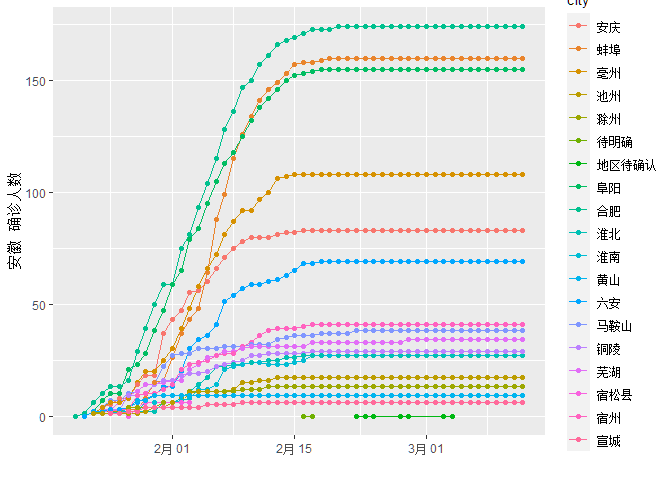 city
安庆
蚌埠
亳州
池州
滁州
待明确
地区待确认
阜阳
合肥
淮北
淮南
黄山
六安
马鞍山
铜陵
芜湖
宿松县
宿州
宣城
安徽 确诊人数
150
100
50
0
2月 01
2月 15
3月 01